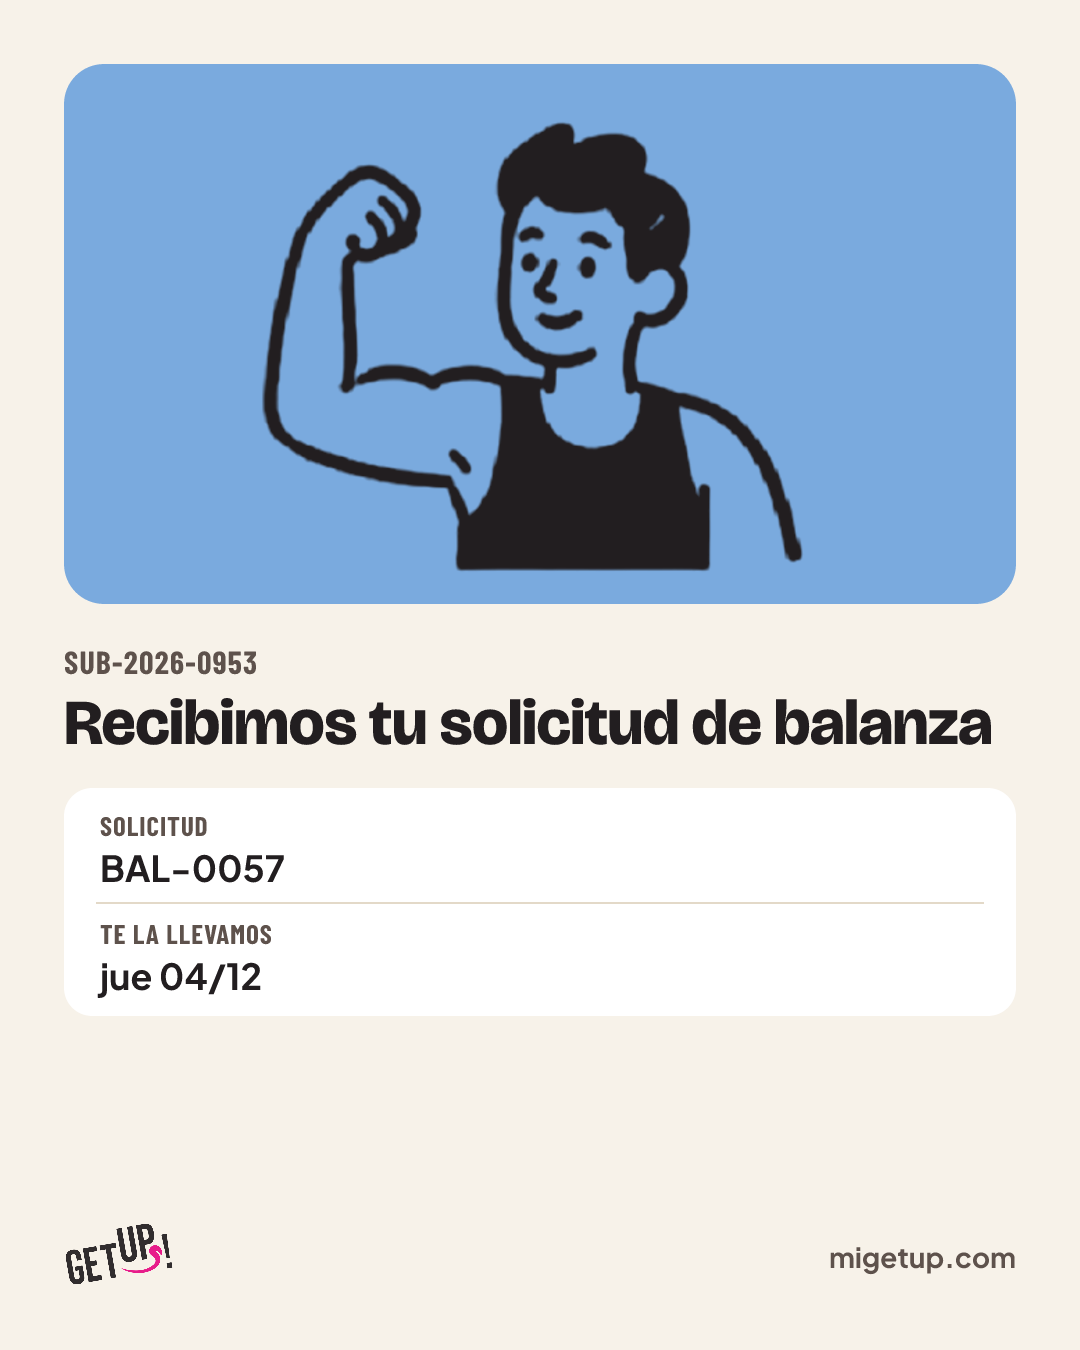 SUB-2026-0953
Recibimos tu solicitud de balanza
SOLICITUD
BAL-0057
TE LA LLEVAMOS
jue 04/12
GETUP!
migetup.com